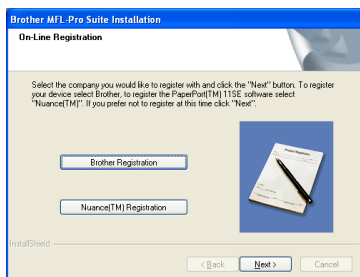 Brother MFL-Pro Suite Installation
On-Line Registration
Select the company you would like to register with and click the "Next" button. To register
your device select Brother, to register the PaperPort(TM) 11SE software select
"Nuance(TM)". If you prefer not to register at this time click "Next".
Brother Registration
Nuance(TM) Registration
InstallShield
< Back
Next >
Cancel